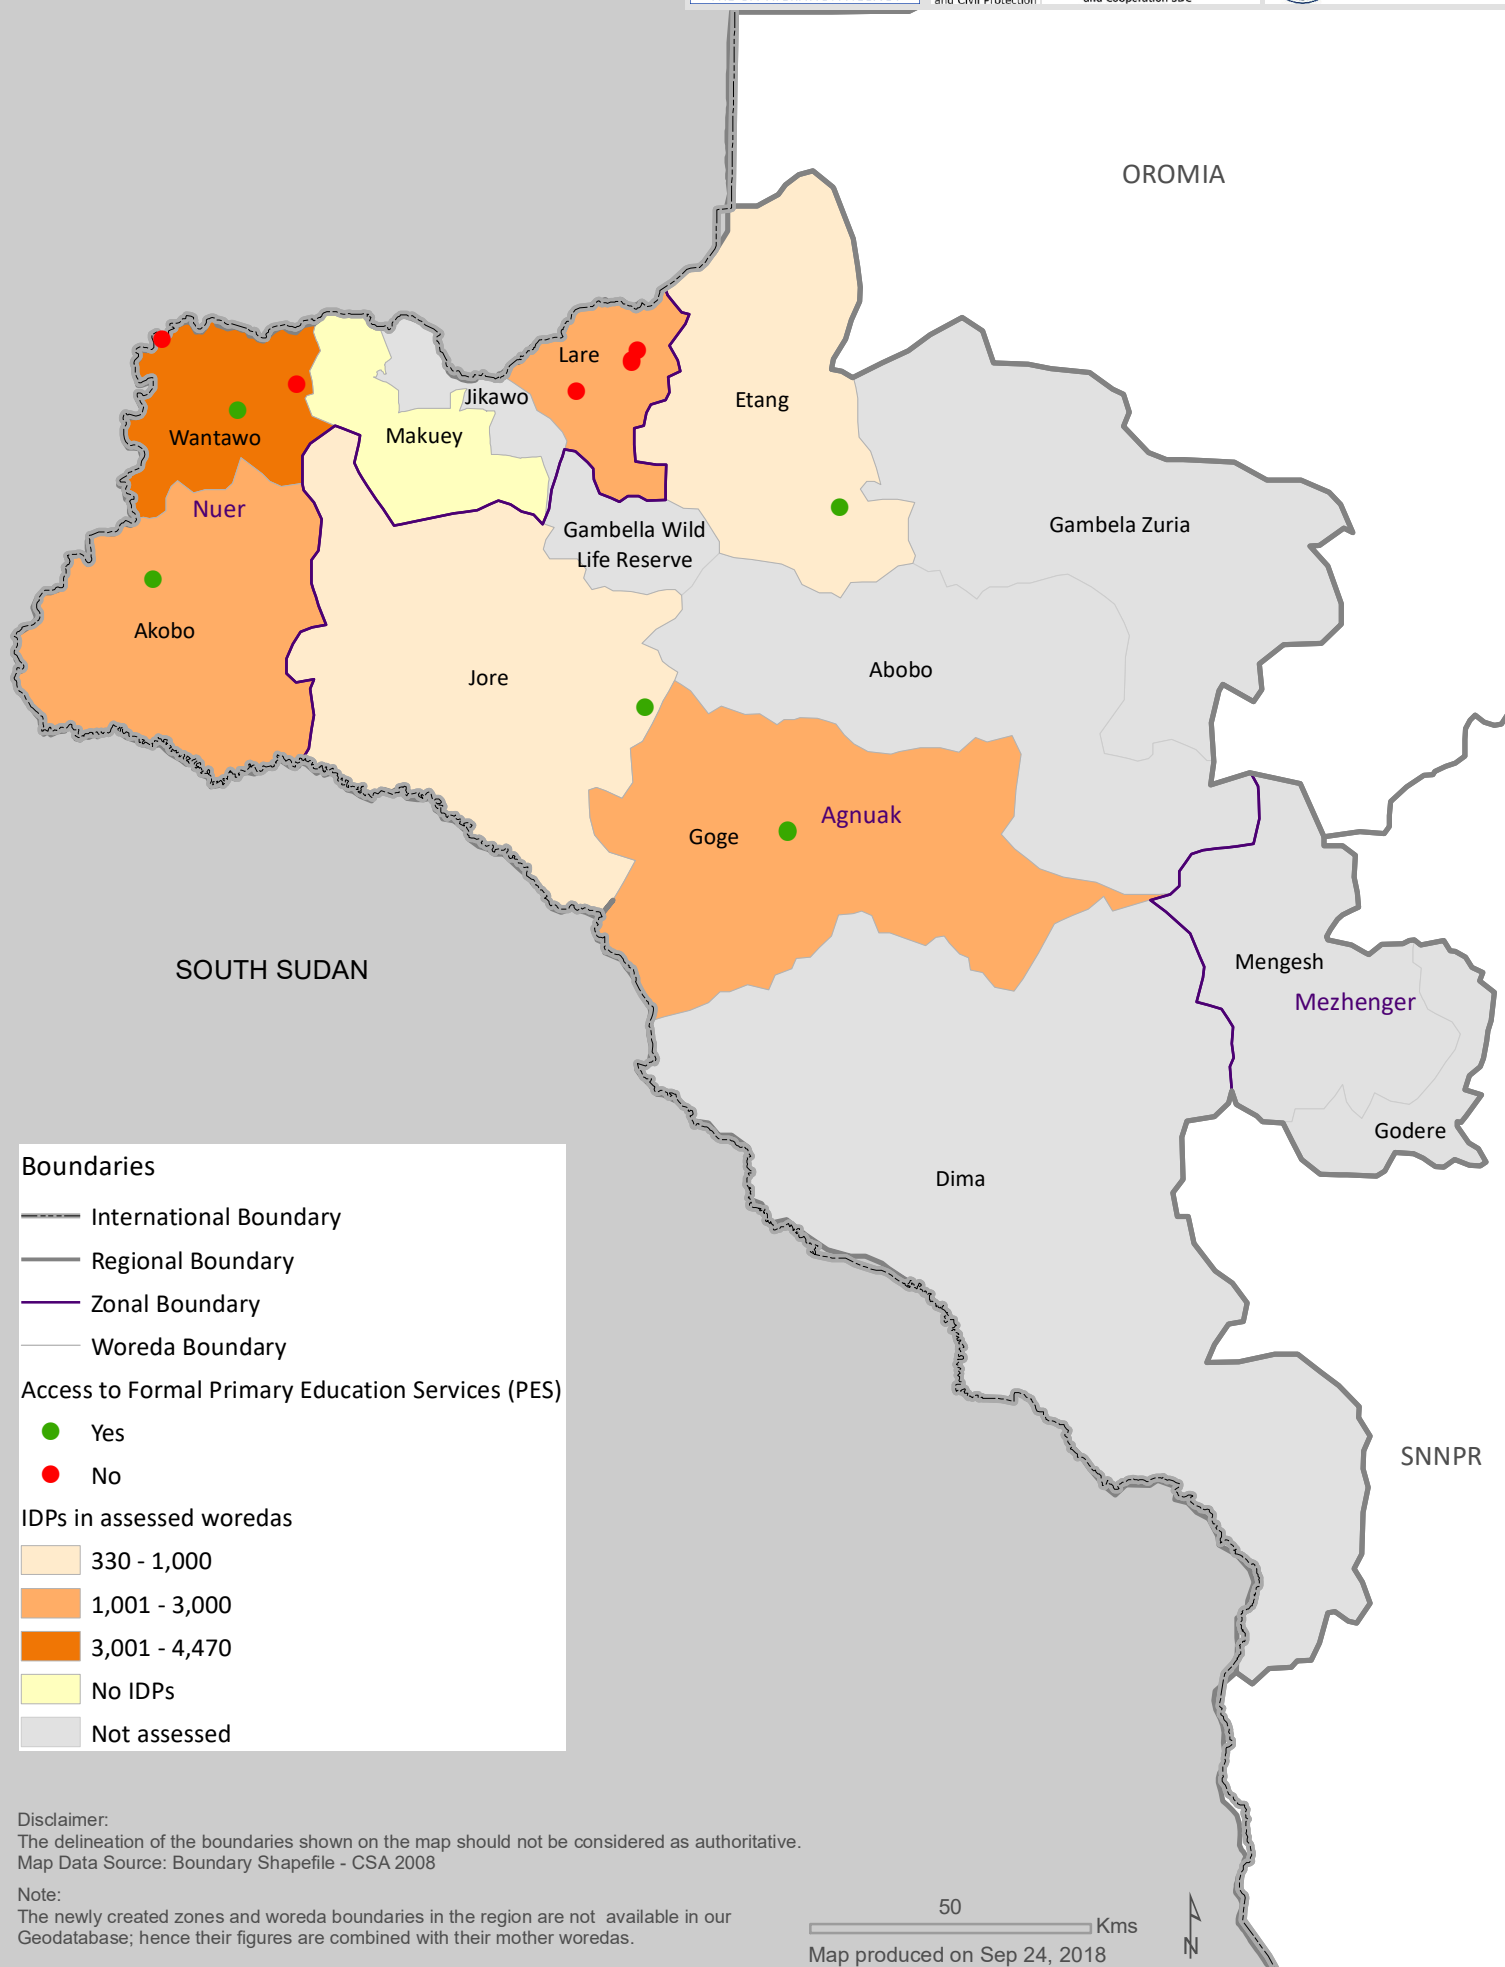 and Civil Protection
and Cooperation SDC
OROMIA
Lare
Jikawo
Etang
Wantawo
Makuey
Nuer
Gambella Wild
Life Reserve
Gambela Zuria
Akobo
Jore
Abobo
Agnuak
Goge
SOUTH SUDAN
Mengesh
Mezhenger
Godere
Dima
SNNPR
Boundaries
International Boundary
Regional Boundary
Zonal Boundary
Woreda Boundary
Access to Formal Primary Education Services (PES)
Yes
No
IDPs in assessed woredas
330 - 1,000
1,001 - 3,000
3,001 - 4,470
No IDPs
Not assessed
Disclaimer:
The delineation of the boundaries shown on the map should not be considered as authoritative.
Map Data Source: Boundary Shapefile - CSA 2008
Note:
The newly created zones and woreda boundaries in the region are not available in our
Geodatabase; hence their figures are combined with their mother woredas.
50
Kms
Map produced on Sep 24, 2018
N